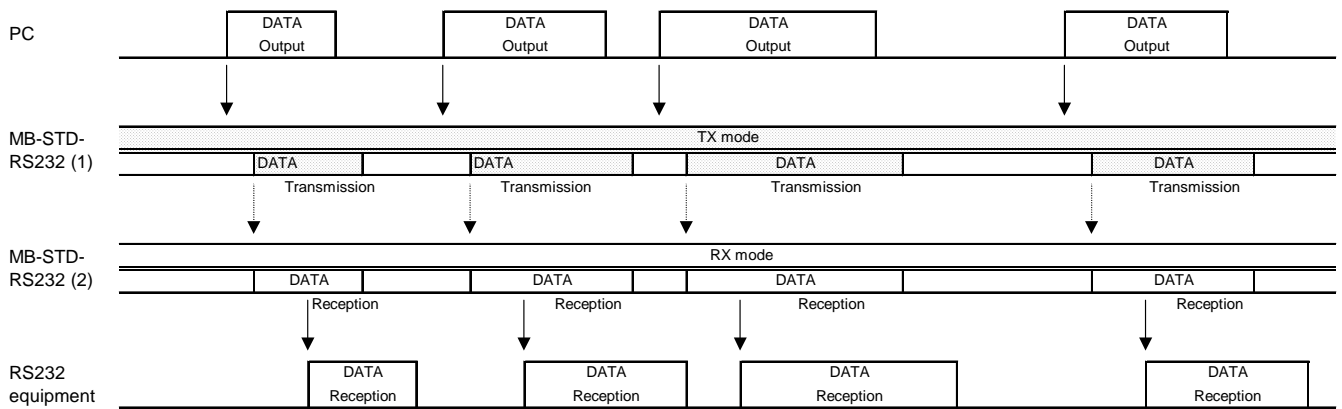 PC
DATA
Output
DATA
Output
DATA
Output
DATA
Output
MB-STD-
RS232 (1)
TX mode
DATA
DATA
DATA
DATA
Transmission
Transmission
Transmission
Transmission
MB-STD-
RS232 (2)
RX mode
DATA
DATA
DATA
DATA
Reception
Reception
Reception
Reception
RS232
equipment
DATA
Reception
DATA
Reception
DATA
Reception
DATA
Reception